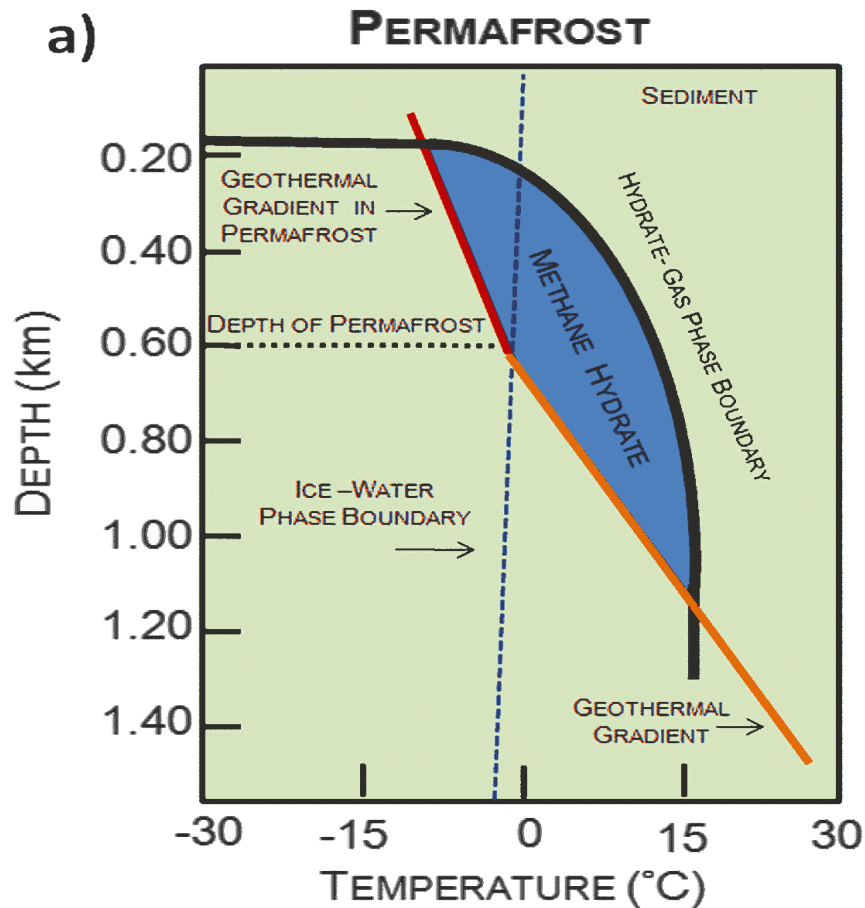 a)
PERMAFROST
SEDIMENT
0.20
GEOTHERMAL
GRADIENT IN
PERMAFROST
HYDRATE- GAS PHASE BOUNDARY
0.40
METHANE HYDRATE
DEPTH OF PERMAFROST
0.60
DEPTH (km)
0.80
ICE –WATER
PHASE BOUNDARY
1.00
1.20
GEOTHERMAL
GRADIENT
1.40
-30
-15
0
15
30
TEMPERATURE (°C)